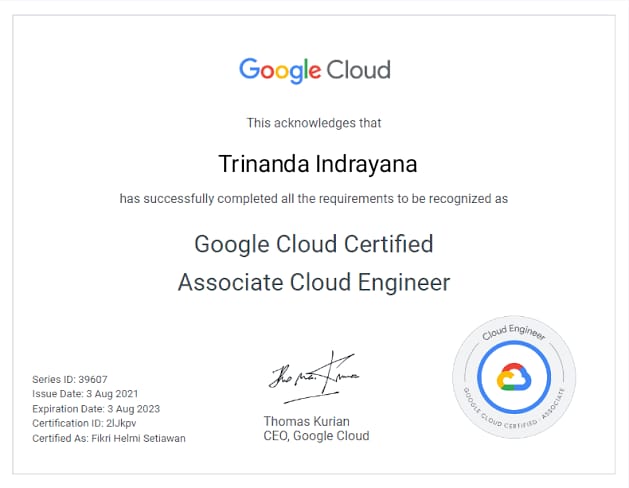 Google Cloud
This acknowledges that
Trinanda Indrayana
has successfully completed all the requirements to be recognized as
Google Cloud Certified
Associate Cloud Engineer
Series ID: 39607
Issue Date: 3 Aug 2021
Expiration Date: 3 Aug 2023
Certification ID: 2lJkpv
Certified As: Fikri Helmi Setiawan
Thomas Kurian
CEO, Google Cloud
Cloud Engineer
GOOGLE CLOUD CERTIFIED · ASSOCIATE